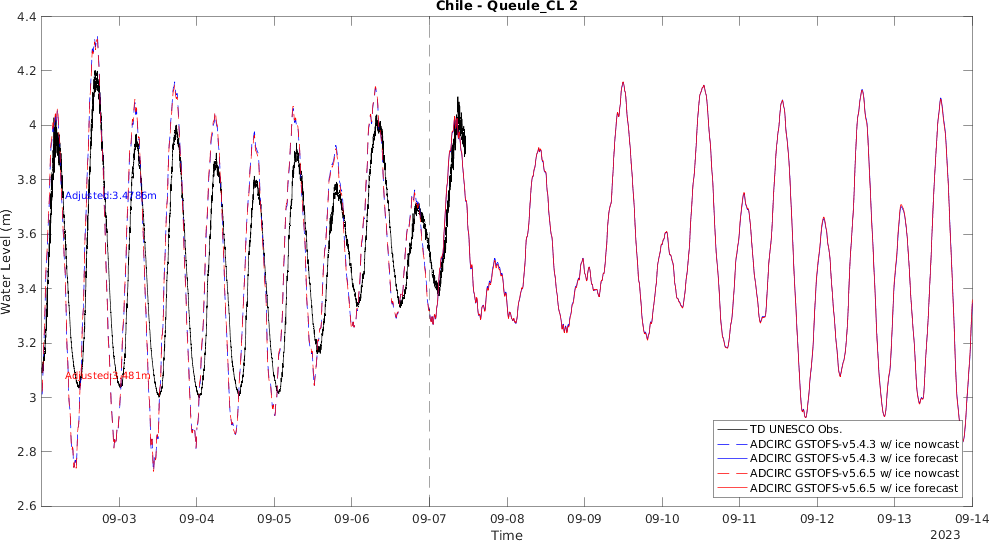 Chile - Queule_CL 2
4.4
4.2
4
3.8
3.6
3.4
3.2
3
2.8
2.6
Water Level (m)
Adjusted:3.4786m
Adjusted:3.481m
TD UNESCO Obs.
ADCIRC GSTOFS-v5.4.3 w/ ice nowcast
ADCIRC GSTOFS-v5.4.3 w/ ice forecast
ADCIRC GSTOFS-v5.6.5 w/ ice nowcast
ADCIRC GSTOFS-v5.6.5 w/ ice forecast
09-03 09-04 09-05 09-06 09-07 09-08 09-09 09-10 09-11 09-12 09-13 09-14
Time
2023